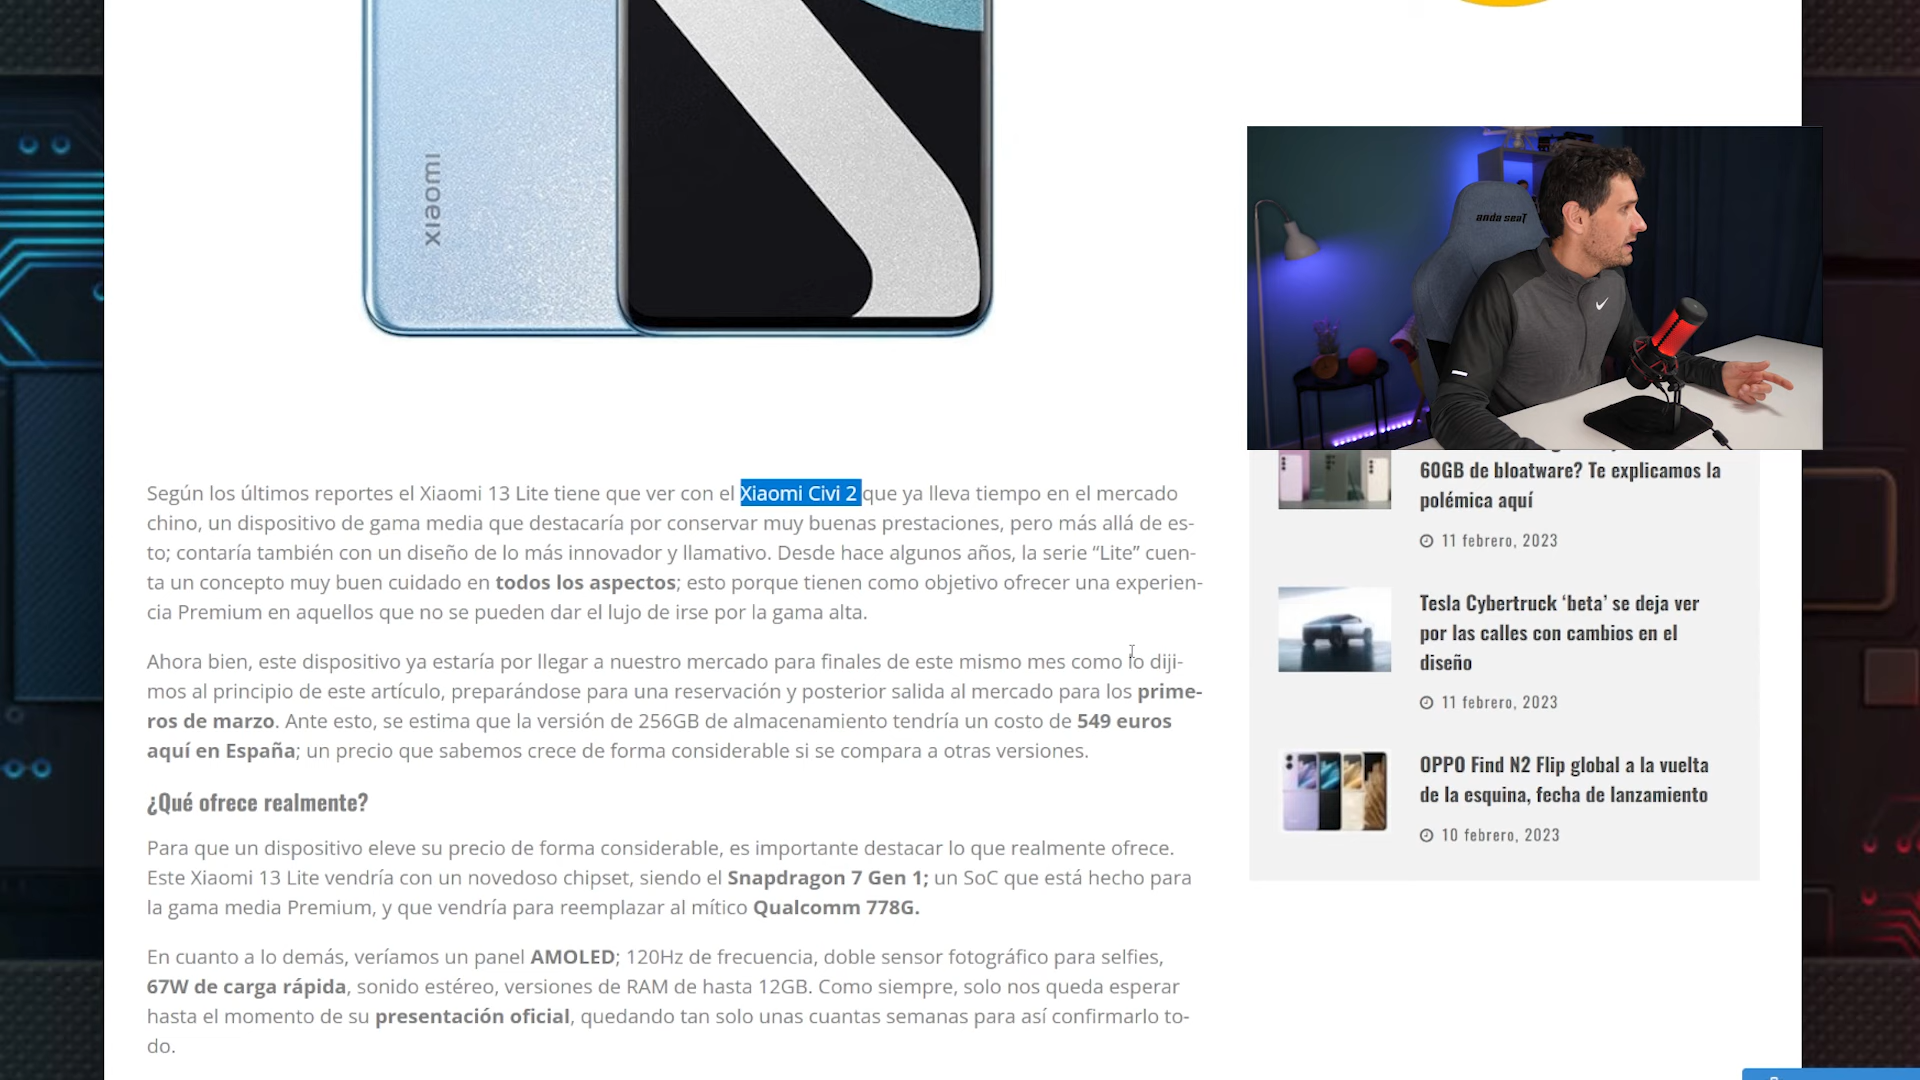 xiaomi
anda seaT
Según los últimos reportes el Xiaomi 13 Lite tiene que ver con el Xiaomi Civi 2 que ya lleva tiempo en el mercado
chino, un dispositivo de gama media que destacaría por conservar muy buenas prestaciones, pero más allá de es-
to; contaría también con un diseño de lo más innovador y llamativo. Desde hace algunos años, la serie “Lite” cuen-
ta un concepto muy buen cuidado en todos los aspectos; esto porque tienen como objetivo ofrecer una experien-
cia Premium en aquellos que no se pueden dar el lujo de irse por la gama alta.
Ahora bien, este dispositivo ya estaría por llegar a nuestro mercado para finales de este mismo mes como lo diji-
mos al principio de este artículo, preparándose para una reservación y posterior salida al mercado para los prime-
ros de marzo. Ante esto, se estima que la versión de 256GB de almacenamiento tendría un costo de 549 euros
aquí en España; un precio que sabemos crece de forma considerable si se compara a otras versiones.
¿Qué ofrece realmente?
Para que un dispositivo eleve su precio de forma considerable, es importante destacar lo que realmente ofrece.
Este Xiaomi 13 Lite vendría con un novedoso chipset, siendo el Snapdragon 7 Gen 1; un SoC que está hecho para
la gama media Premium, y que vendría para reemplazar al mítico Qualcomm 778G.
En cuanto a lo demás, veríamos un panel AMOLED; 120Hz de frecuencia, doble sensor fotográfico para selfies,
67W de carga rápida, sonido estéreo, versiones de RAM de hasta 12GB. Como siempre, solo nos queda esperar
hasta el momento de su presentación oficial, quedando tan solo unas cuantas semanas para así confirmarlo to-
do.
60GB de bloatware? Te explicamos la
polémica aquí
11 febrero, 2023
Tesla Cybertruck ‘beta’ se deja ver
por las calles con cambios en el
diseño
11 febrero, 2023
OPPO Find N2 Flip global a la vuelta
de la esquina, fecha de lanzamiento
10 febrero, 2023